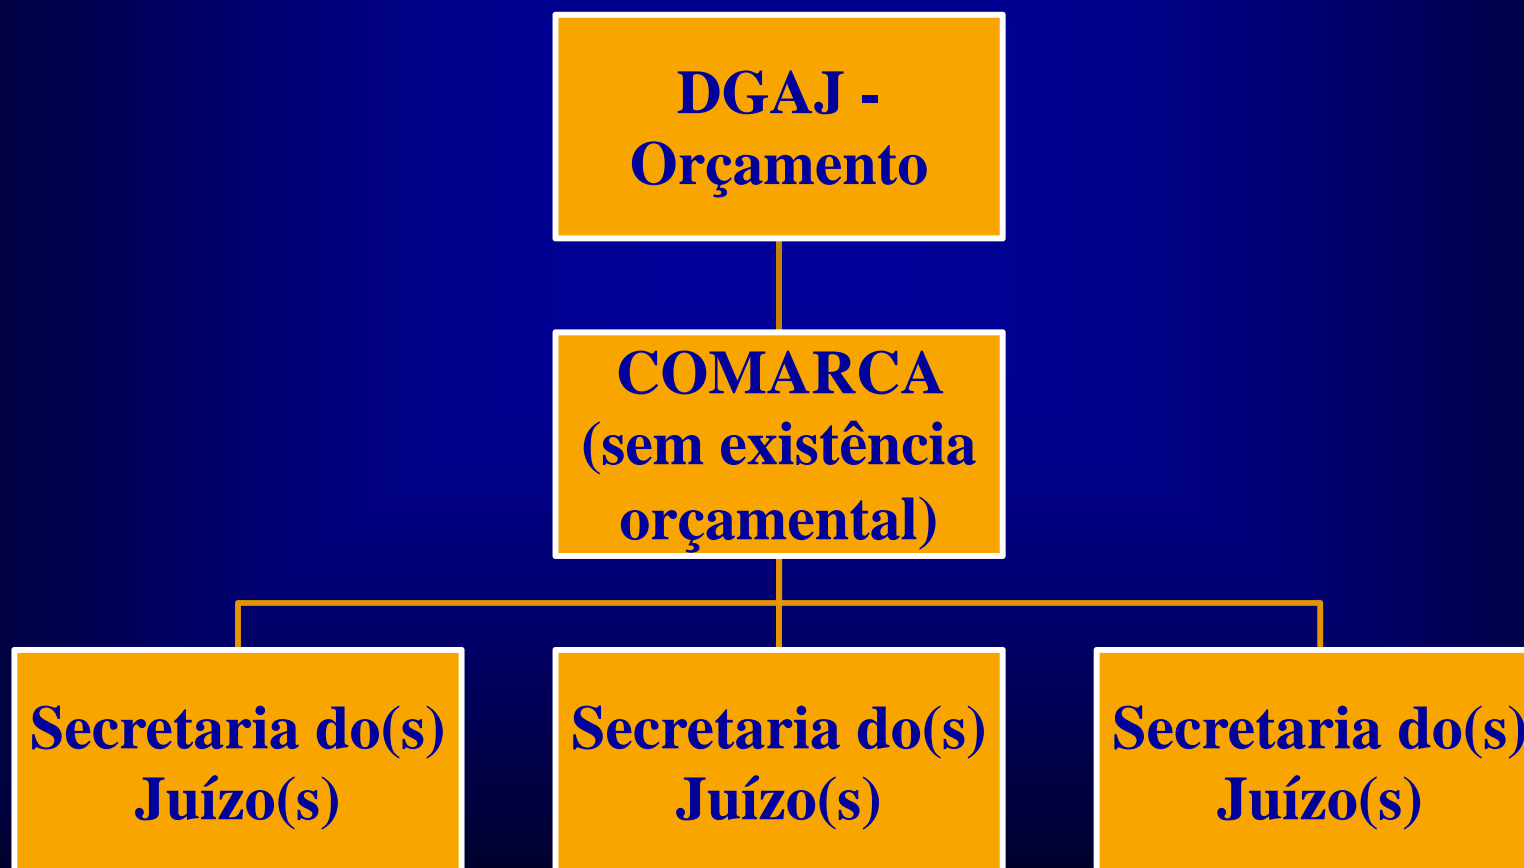 DGAJ -
Orçamento
COMARCA
(sem existência
orçamental)
Secretaria do(s)
Juízo(s)
Secretaria do(s)
Juízo(s)
Secretaria do(s)
Juízo(s)